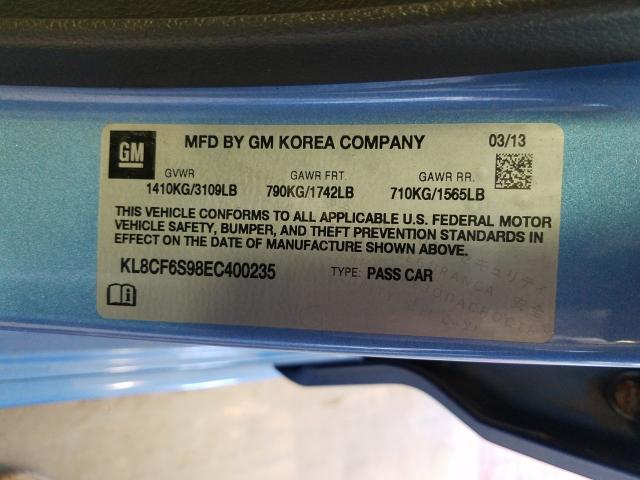 GM
MFD BY GM KOREA COMPANY
03/13
GVWR
GAWR FRT.
GAWR RR.
1410KG/3109LB
790KG/1742LB
710KG/1565LB
THIS VEHICLE CONFORMS TO ALL APPLICABLE U.S. FEDERAL MOTOR
VEHICLE SAFETY, BUMPER, AND THEFT PREVENTION STANDARDS IN
EFFECT ON THE DATE OF MANUFACTURE SHOWN ABOVE.
KL8CF6S98EC400235
TYPE: PASS CAR